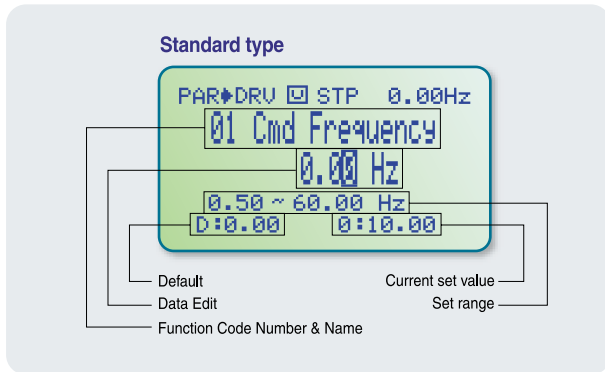 Standard type
PAR➧DRV U STP 0.00Hz
01 Cmd Frequency
0.00 Hz
0.50 ~ 60.00 Hz
D:0.00 0:10.00
Default Current set value
Data Edit Set range
Function Code Number & Name